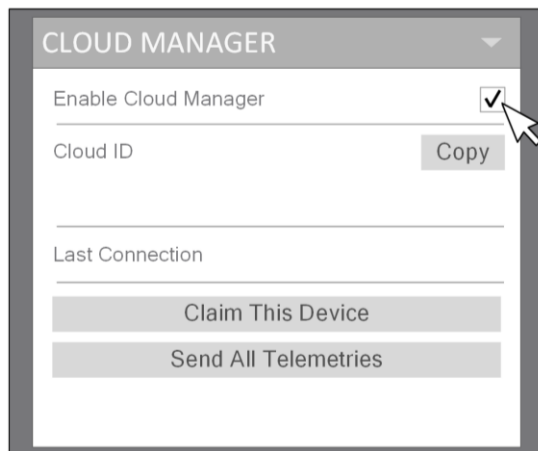 CLOUD MANAGER
Enable Cloud Manager
Cloud ID Copy
Last Connection
Claim This Device
Send All Telemetries